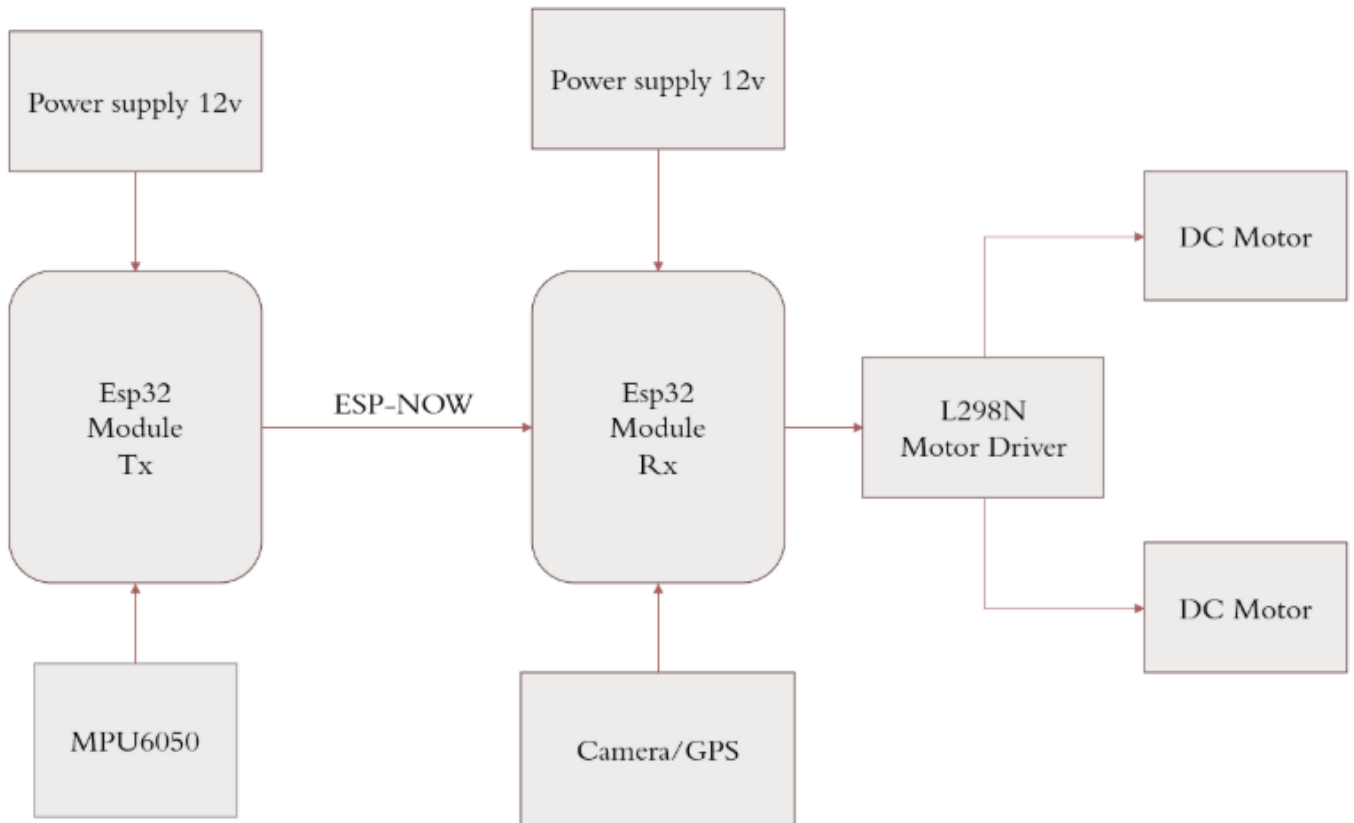 Power supply 12v
Power supply 12v
DC Motor
Esp32
Module
Tx
ESP-NOW
Esp32
Module
Rx
L298N
Motor Driver
DC Motor
MPU6050
Camera/GPS